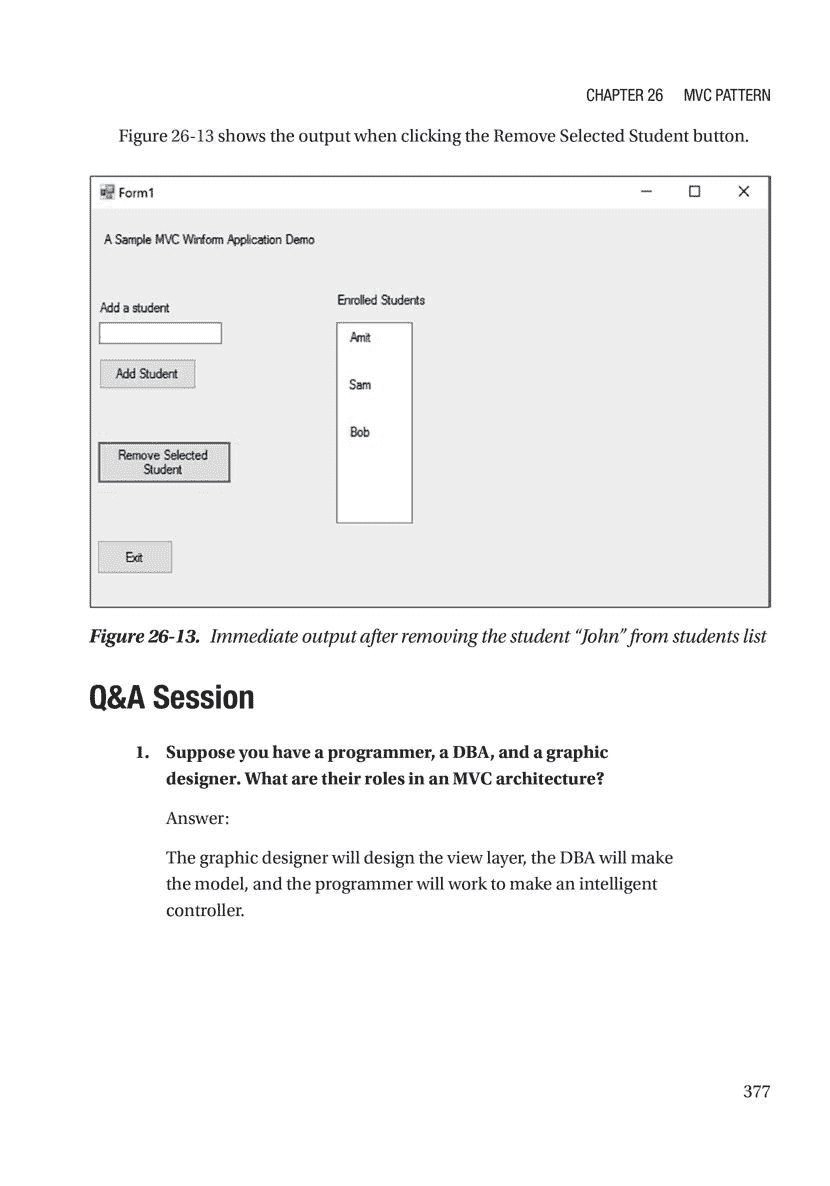 CHAPTER 26 MVC PATTERN
Figure 26-13 shows the output when clicking the Remove Selected Student button.
Form1
A Sample MVC Winform Application Demo
Add a student
Enrolled Students
Amit
Add Student
Sam
Bob
Remove Selected
Student
Exit
Figure 26-13. Immediate output after removing the student “John” from students list
Q&A Session
1. Suppose you have a programmer, a DBA, and a graphic
designer. What are their roles in an MVC architecture?
Answer:
The graphic designer will design the view layer, the DBA will make
the model, and the programmer will work to make an intelligent
controller.
377